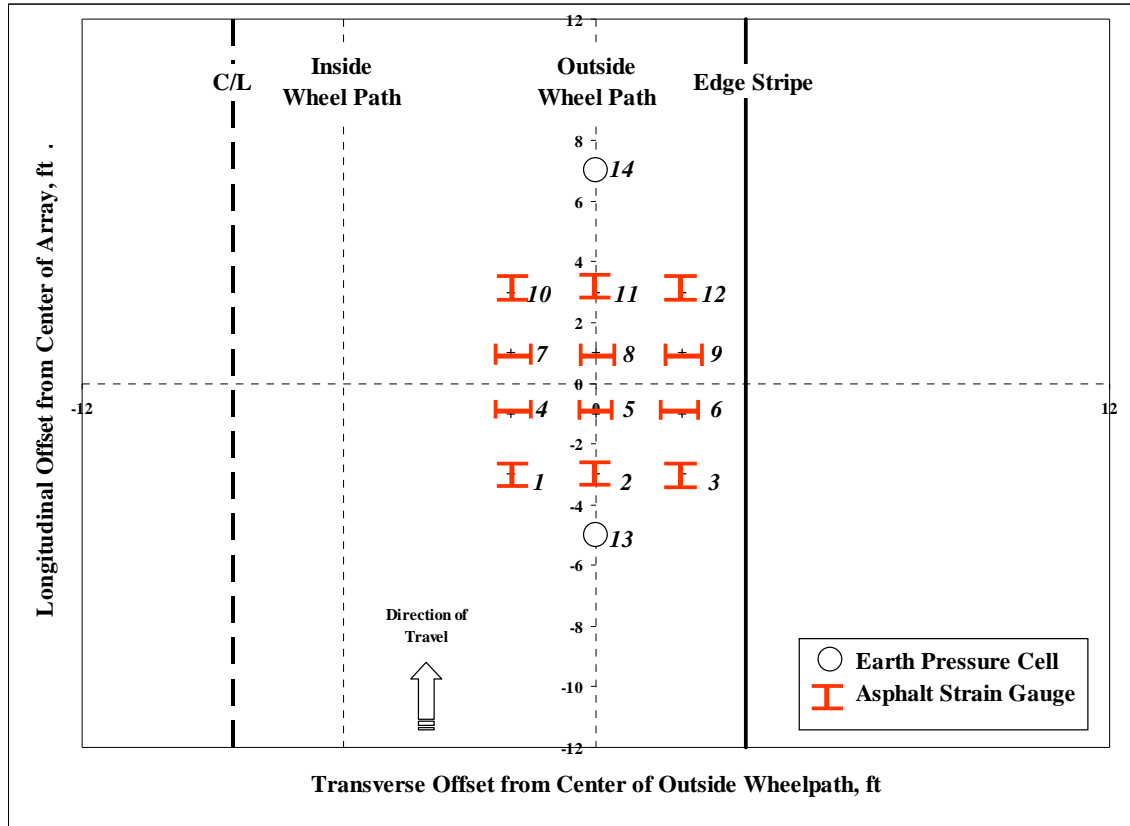 12
C/L
Inside
Wheel Path
Outside
Wheel Path
Edge Stripe
8
14
6
4
10
11
12
2
7
8
9
0
-12
0
12
4
5
6
-2
1
2
3
-4
13
-6
-8
-10
-12
Direction of
Travel
Earth Pressure Cell
Asphalt Strain Gauge
Longitudinal Offset from Center of Array, ft .
Transverse Offset from Center of Outside Wheelpath, ft